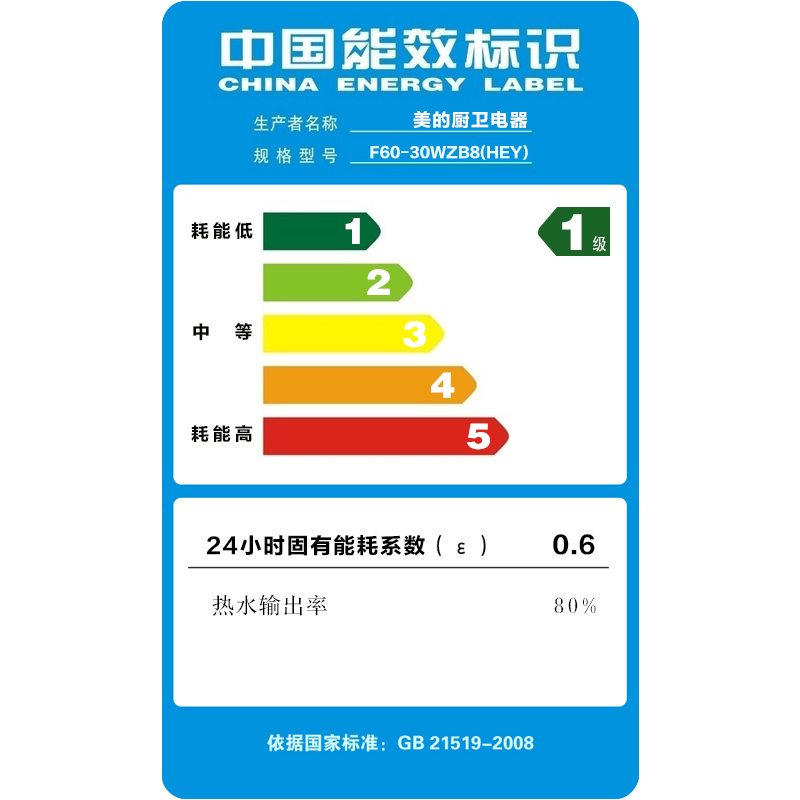 中国能效标识
CHINA ENERGY LABEL
生产者名称 美的厨卫电器
规格型号 F60-30WZB8(HEY)
耗能低 1 1级
2
中等 3
4
耗能高 5
24小时固有能耗系数(ε) 0.6
热水输出率 80%
依据国家标准：GB 21519-2008